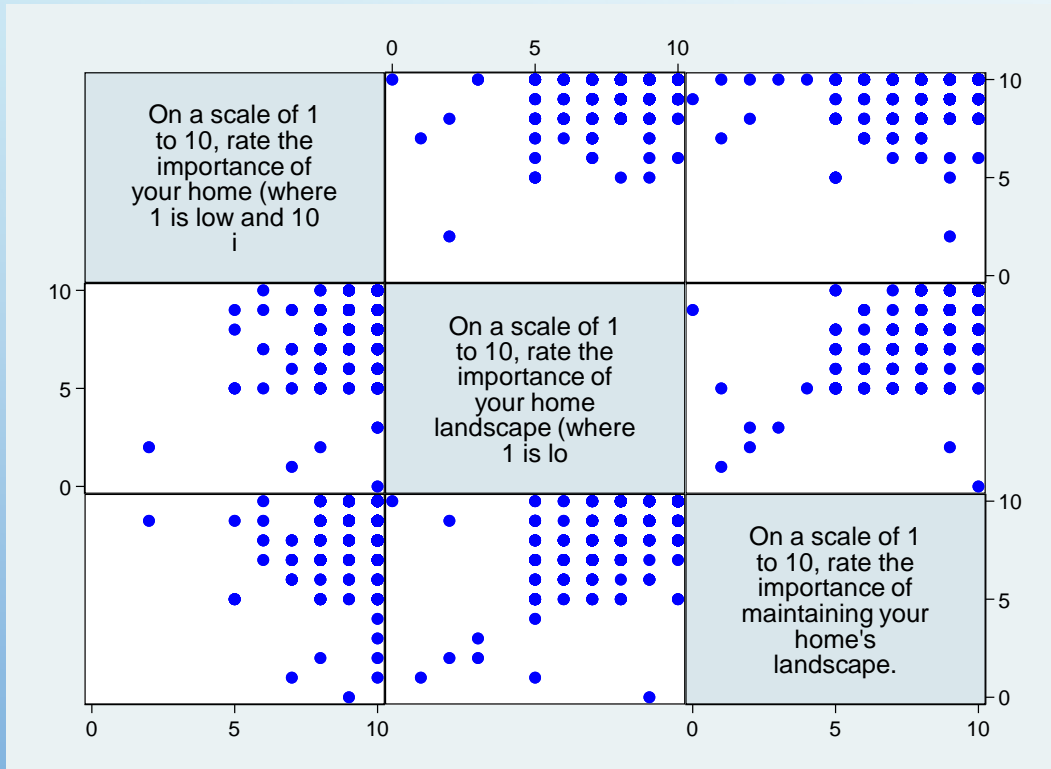 0 5 10
On a scale of 1
to 10, rate the
importance of
your home (where
1 is low and 10
i
10
5
0
10
5
0
On a scale of 1
to 10, rate the
importance of
your home
landscape (where
1 is lo
On a scale of 1
to 10, rate the
importance of
maintaining your
home's
landscape.
10
5
0
0 5 10
0 5 10